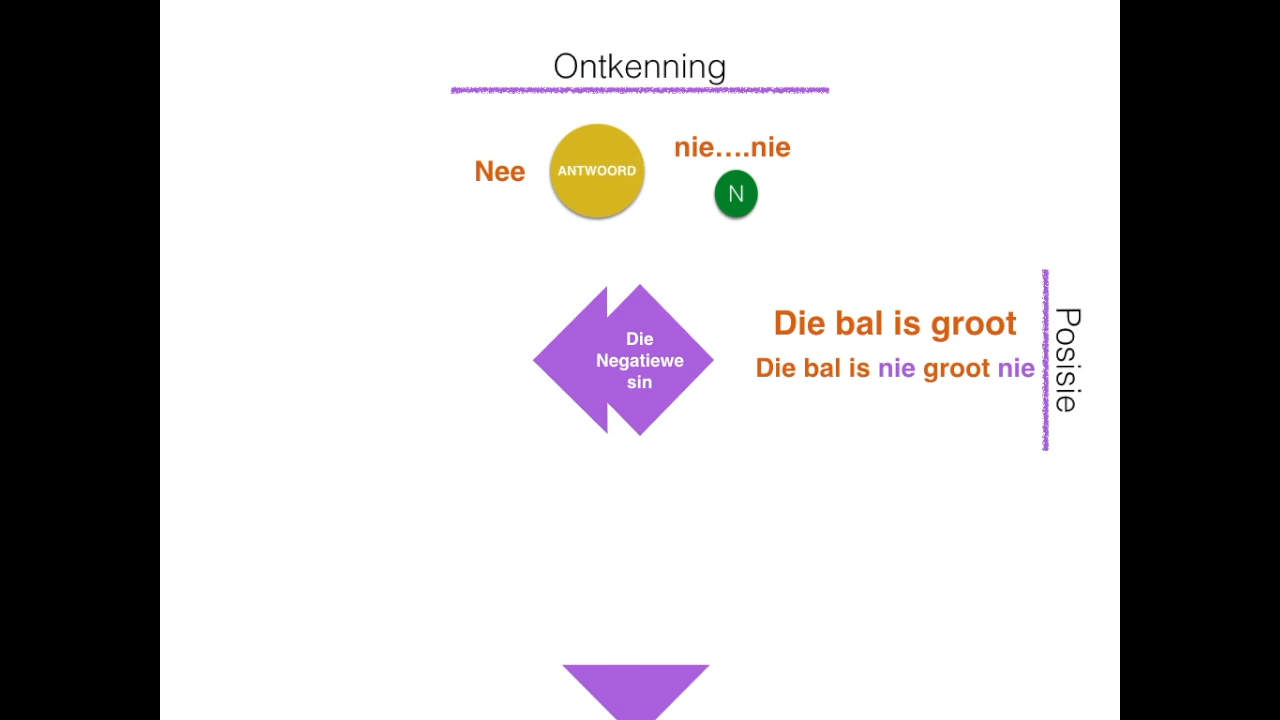 Ontkenning
Nee
ANTWOORD
nie....nie
N
Die
Negatiewe
sin
Die bal is groot
Die bal is nie groot nie
Posisie